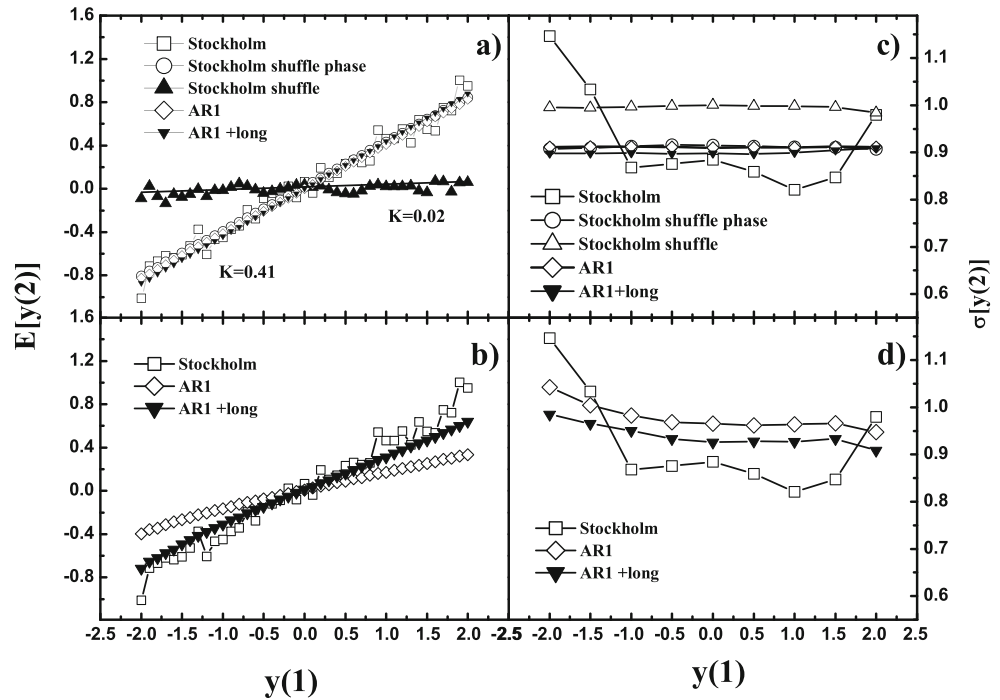 1.6
1.2
0.8
0.4
0.0
-0.4
-0.8
1.6
1.2
0.8
0.4
0.0
-0.4
-0.8
E[y(2)]
Stockholm
Stockholm shuffle phase
Stockholm shuffle
AR1
AR1 +long
a)
K=0.02
K=0.41
Stockholm
AR1
AR1 +long
b)
-2.5 -2.0 -1.5 -1.0 -0.5 0.0 0.5 1.0 1.5 2.0 2.5
y(1)
c)
Stockholm
Stockholm shuffle phase
Stockholm shuffle
AR1
AR1+long
d)
Stockholm
AR1
AR1 +long
-2.0 -1.5 -1.0 -0.5 0.0 0.5 1.0 1.5 2.0 2.5
y(1)
1.1
1.0
0.9
0.8
0.7
0.6
1.1
1.0
0.9
0.8
0.7
0.6
σ[y(2)]